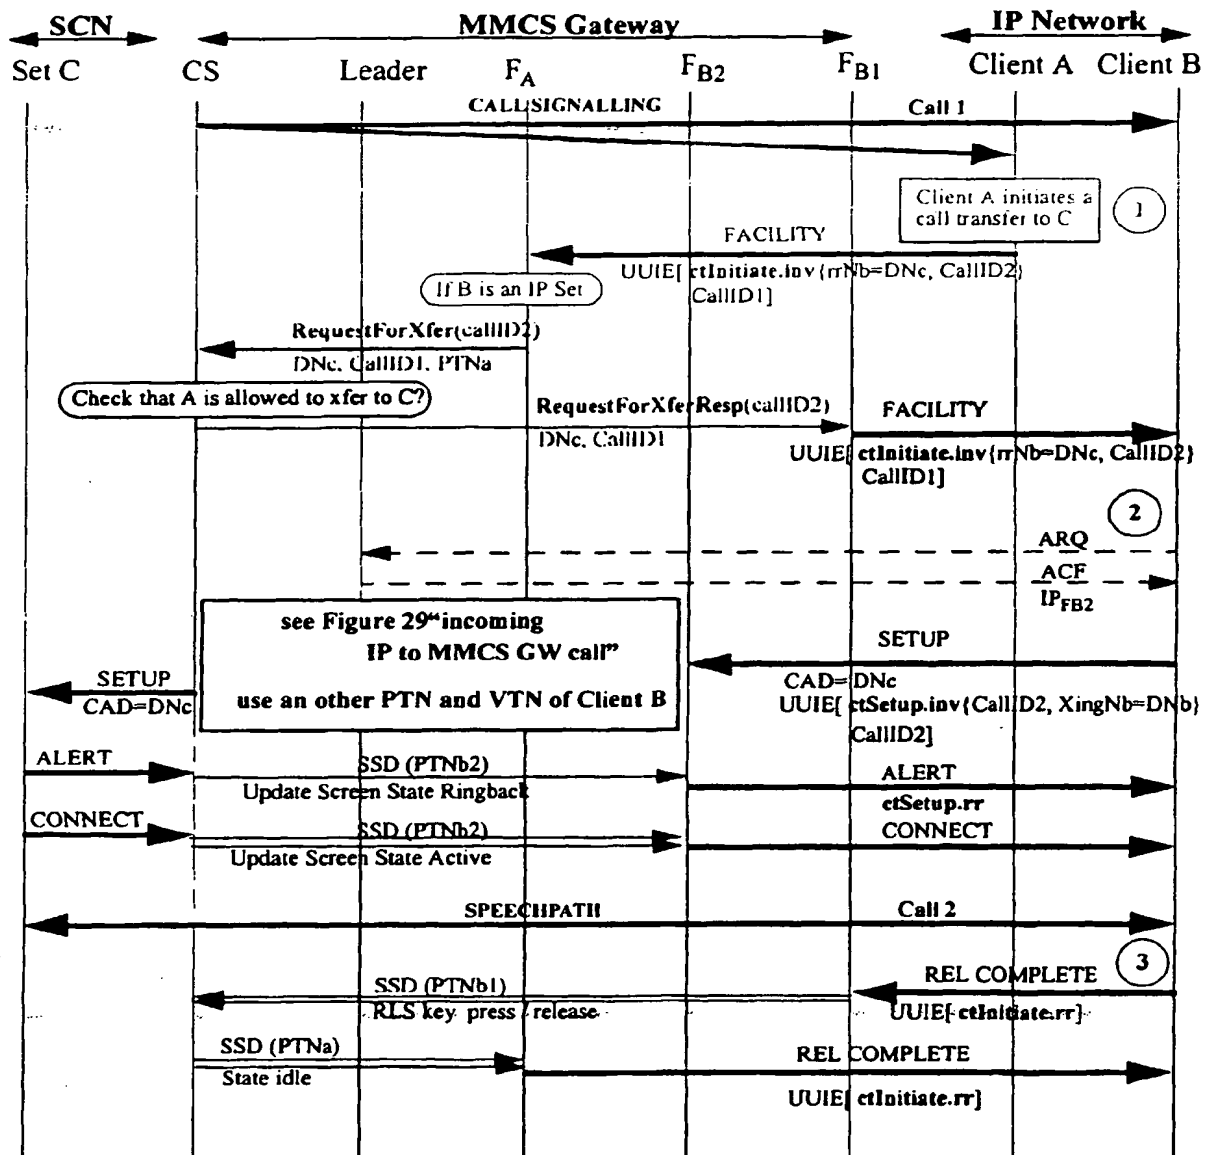 SCN MMCS Gateway IP Network
Set C CS Leader FA FB2 FB1 Client A Client B
CALL SIGNALLING Call 1
Client A initiates a
call transfer to C
1
FACILITY
UUIE[ ctInitiate.inv{rrNb=DNc, CallID2}
CallID1]
If B is an IP Set
RequestForXfer(callID2)
DNc, CallID1, PTNa
Check that A is allowed to xfer to C?
RequestForXferResp(callID2)
DNc, CallID1
FACILITY
UUIE[ ctInitiate.inv{rrNb=DNc, CallID2}
CallID1]
2
ARQ
ACF
IPFB2
see Figure 29“incoming
IP to MMCS GW call”
use an other PTN and VTN of Client B
SETUP
CAD=DNc
UUIE[ ctSetup.inv{CallID2, XingNb=DNb}
CallID2]
SETUP
CAD=DNc
ALERT
SSD (PTNb2)
Update Screen State Ringback
ALERT
ctSetup.rr
CONNECT
SSD (PTNb2)
Update Screen State Active
CONNECT
SPEECHPATH Call 2
3
REL COMPLETE
UUIE[ ctInitiate.rr]
SSD (PTNb1)
RLS key press / release
SSD (PTNa)
State idle
REL COMPLETE
UUIE[ ctInitiate.rr]